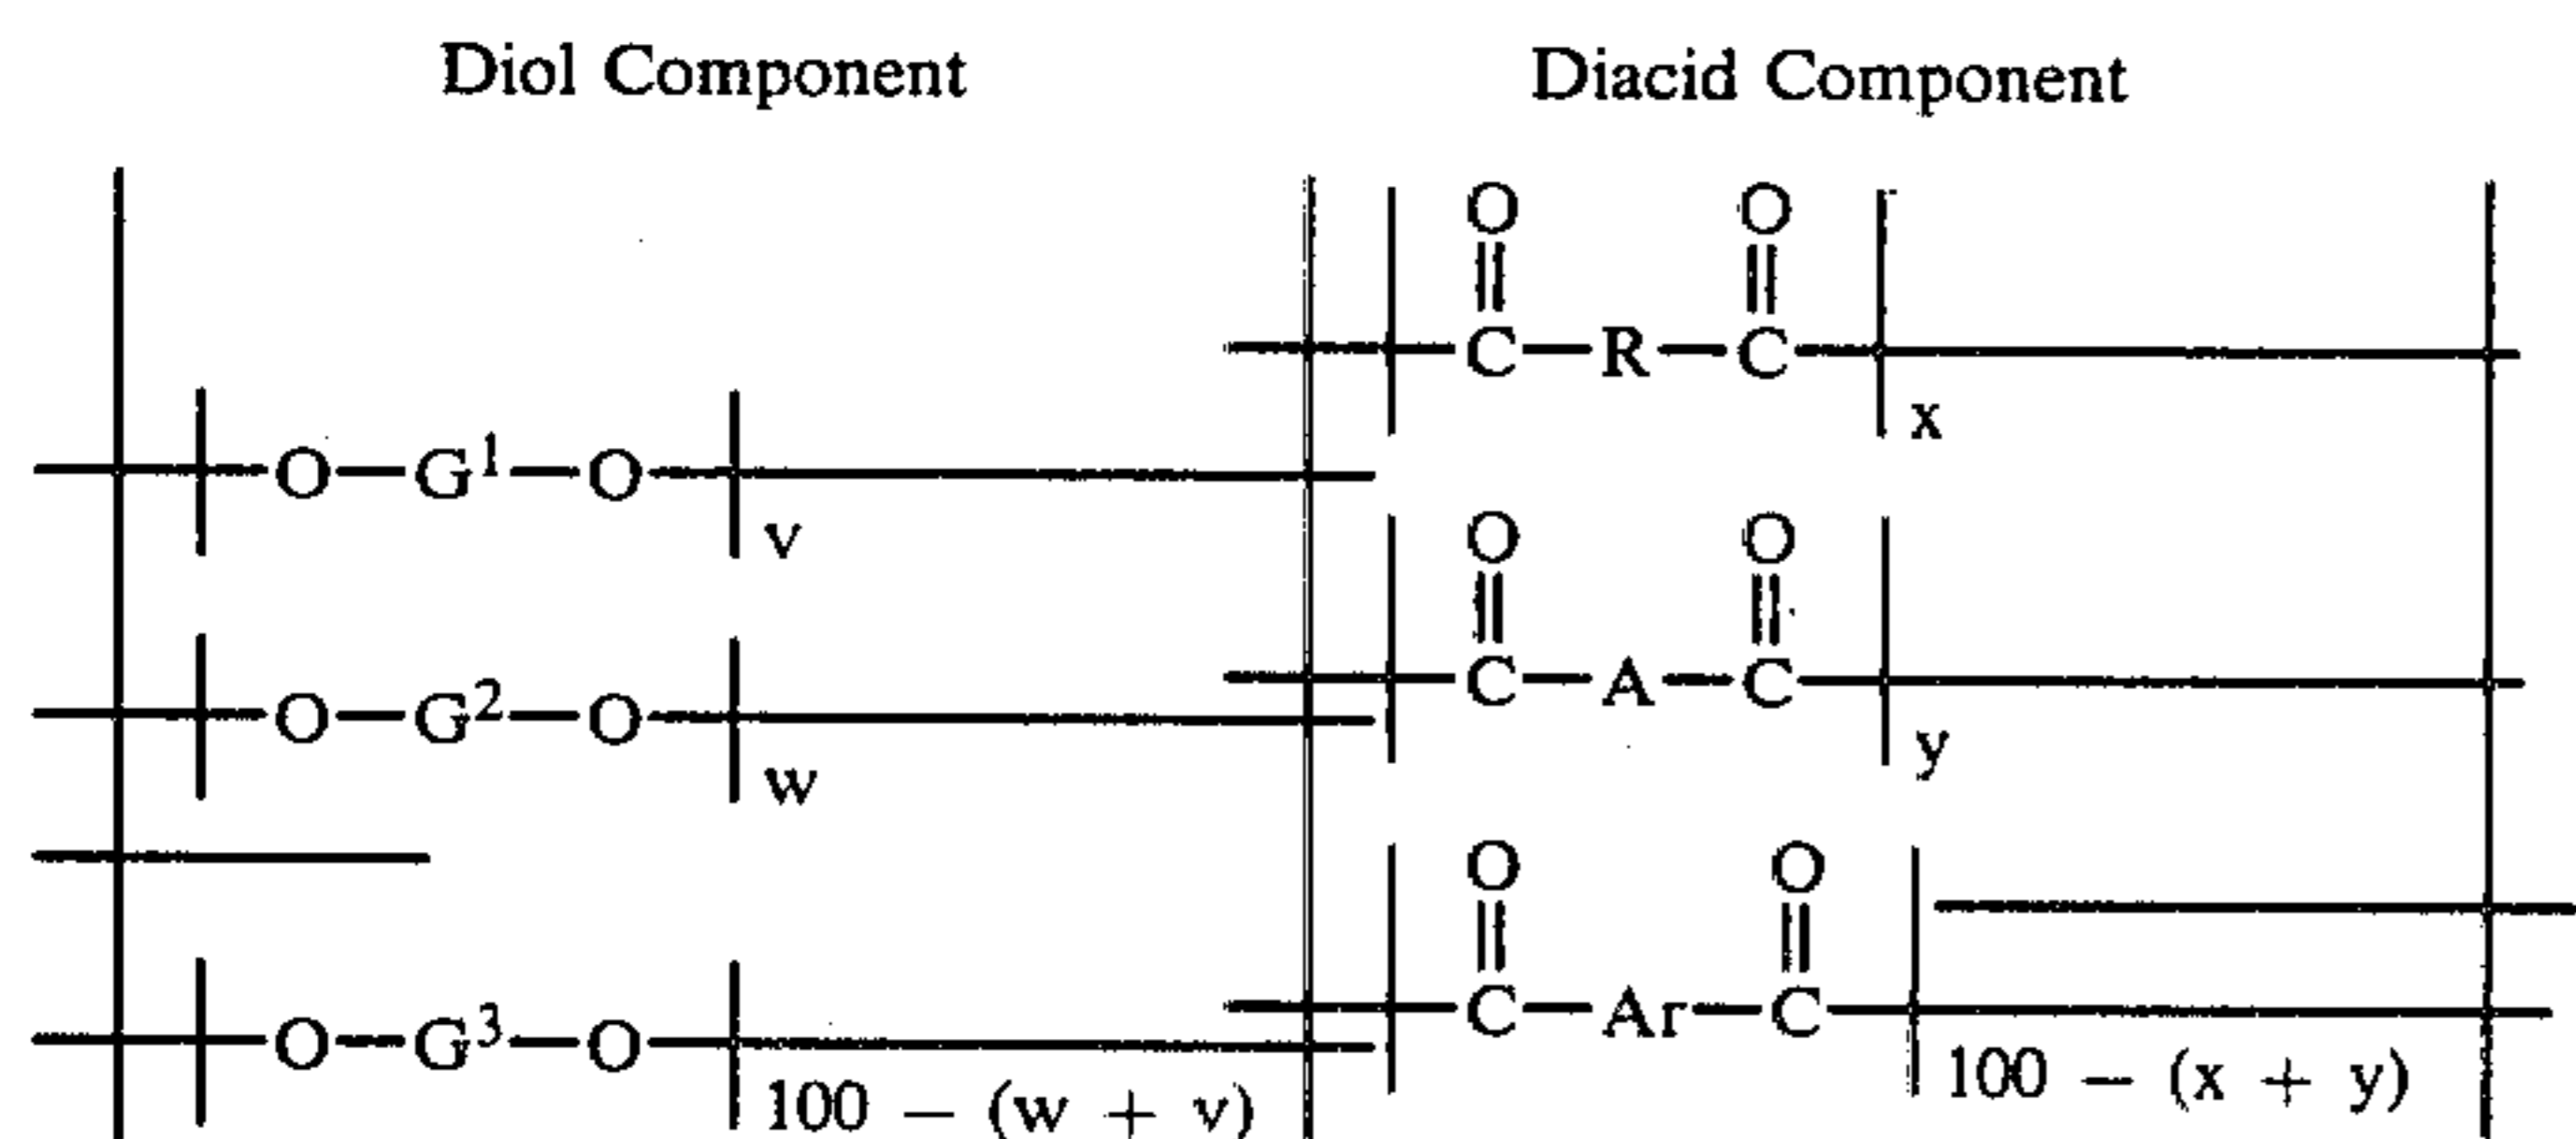 Diol Component Diacid Component
O O
C—R—C
x
O—G¹—O
v
O O
C—A—C
y
O—G²—O
w
O O
C—Ar—C
100 − (x + y)
O—G³—O
100 − (w + v)